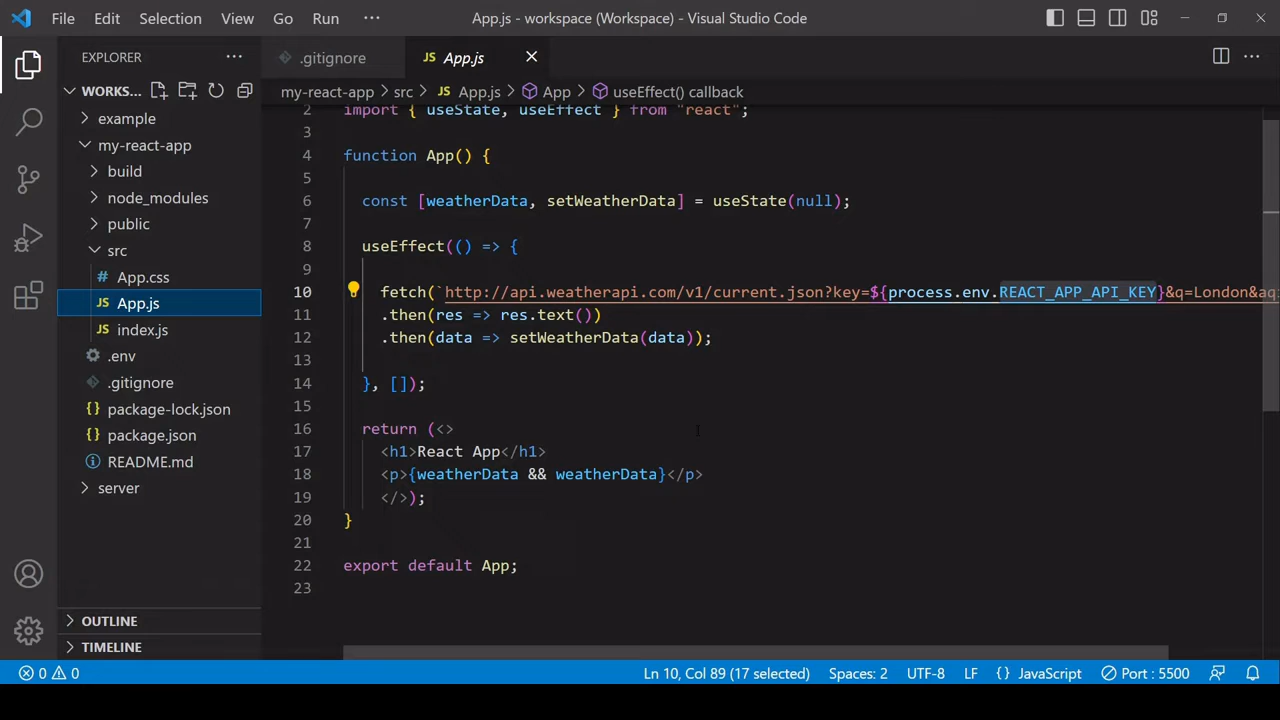 File Edit Selection View Go Run ··· App.js - workspace (Workspace) - Visual Studio Code
EXPLORER ···
WORKS...
example
my-react-app
build
node_modules
public
src
# App.css
JS App.js
JS index.js
.env
.gitignore
{} package-lock.json
{} package.json
README.md
server
OUTLINE
TIMELINE
.gitignore JS App.js
my-react-app > src > JS App.js > App > useEffect() callback
2 import { useState, useEffect } from "react";
3
4 function App() {
5
6 const [weatherData, setWeatherData] = useState(null);
7
8 useEffect(() => {
9
10 fetch(`http://api.weatherapi.com/v1/current.json?key=${process.env.REACT_APP_API_KEY}&q=London&aq
11 .then(res => res.text())
12 .then(data => setWeatherData(data));
13
14 }, []);
15
16 return (<>
17 <h1>React App</h1>
18 <p>{weatherData && weatherData}</p>
19 </>);
20 }
21
22 export default App;
23
0 0 Ln 10, Col 89 (17 selected) Spaces: 2 UTF-8 LF {} JavaScript Port : 5500